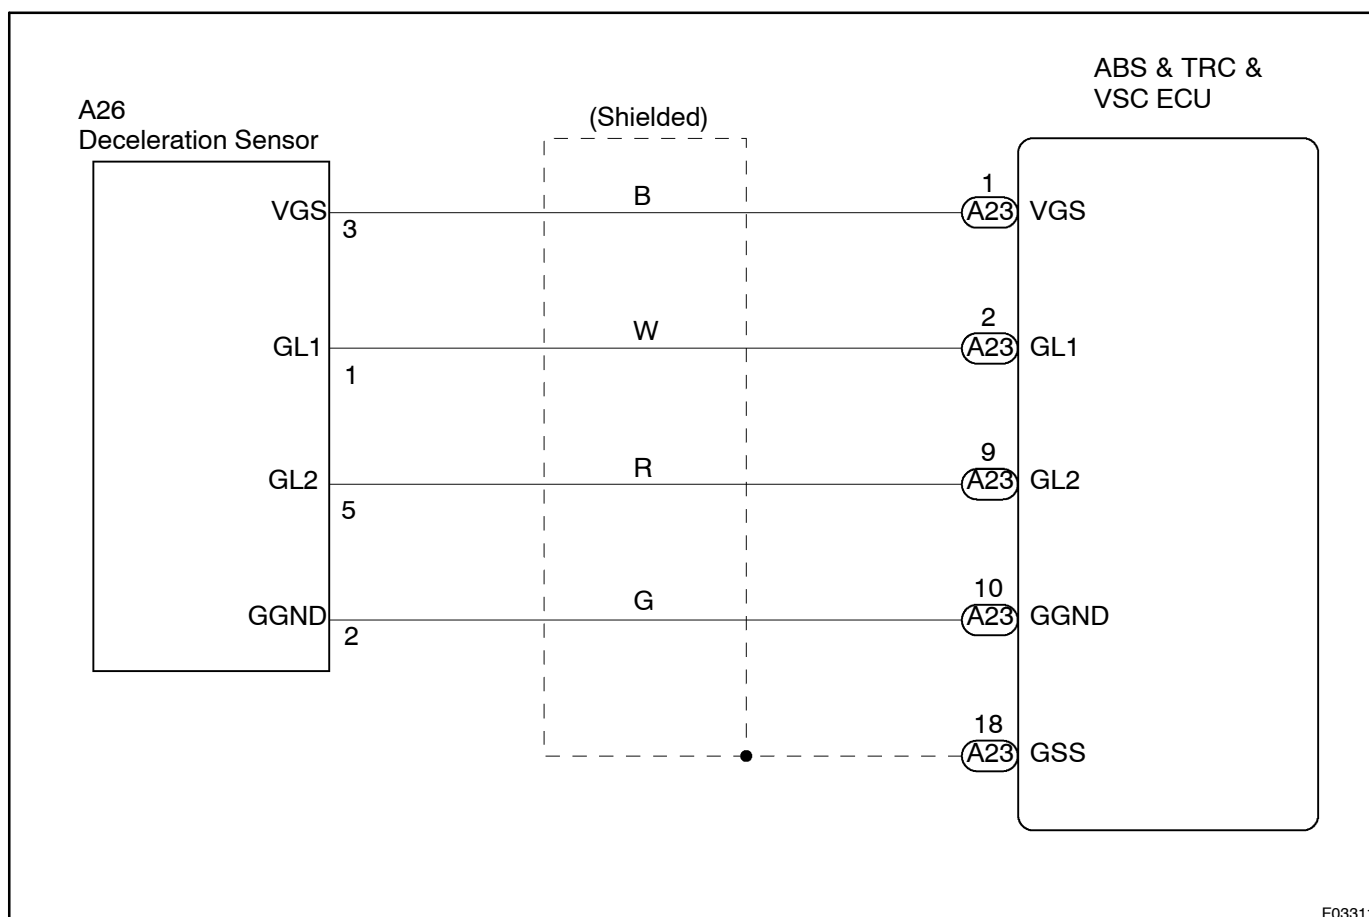 ABS & TRC &
VSC ECU
A26
Deceleration Sensor
(Shielded)
VGS
3
B
1
A23
VGS
GL1
1
W
2
A23
GL1
GL2
5
R
9
A23
GL2
GGND
2
G
10
A23
GGND
18
A23
GSS